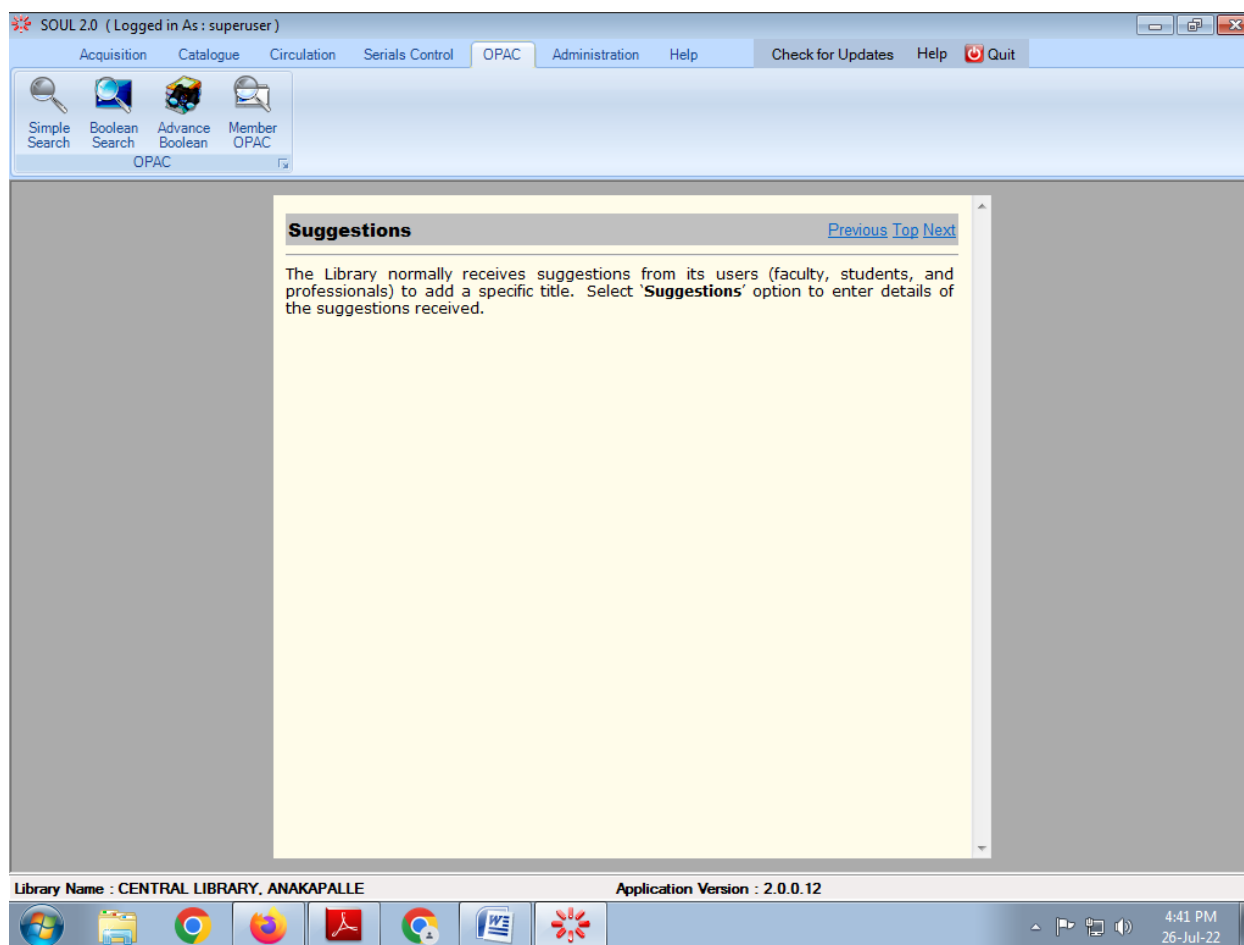 SOUL 2.0 ( Logged in As : superuser )
Acquisition Catalogue Circulation Serials Control OPAC Administration Help Check for Updates Help Quit
Simple Search
Boolean Search
Advance Boolean
Member OPAC
OPAC
Suggestions Previous Top Next
The Library normally receives suggestions from its users (faculty, students, and
professionals) to add a specific title. Select `Suggestions' option to enter details of
the suggestions received.
Library Name : CENTRAL LIBRARY, ANAKAPALLE Application Version : 2.0.0.12
4:41 PM
26-Jul-22